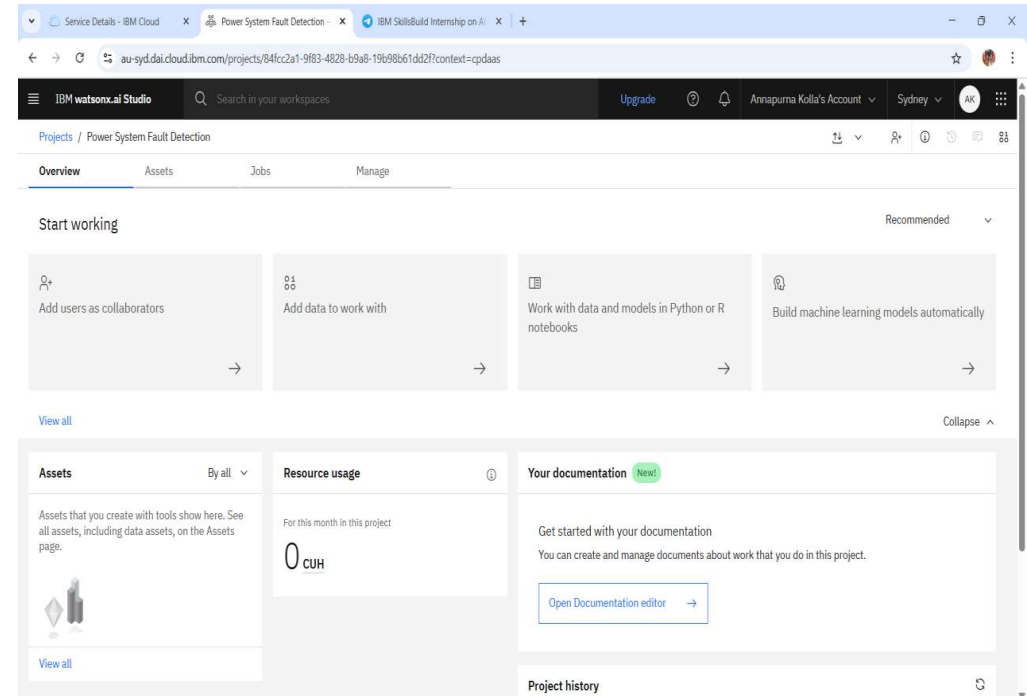 Service Details - IBM Cloud
Power System Fault Detection –
IBM SkillsBuild Internship on AI
au-syd.dai.cloud.ibm.com/projects/84fcc2a1-9f83-4828-b9a8-19b98b61dd2f?context=cpdaas
IBM watsonx.ai Studio
Search in your workspaces
Upgrade
Annapurna Kolla's Account
Sydney
AK
Projects / Power System Fault Detection
Overview
Assets
Jobs
Manage
Start working
Recommended
Add users as collaborators
Add data to work with
Work with data and models in Python or R
notebooks
Build machine learning models automatically
View all
Collapse
Assets
By all
Assets that you create with tools show here. See
all assets, including data assets, on the Assets
page.
View all
Resource usage
For this month in this project
0 CUH
Your documentation
New!
Get started with your documentation
You can create and manage documents about work that you do in this project.
Open Documentation editor
Project history